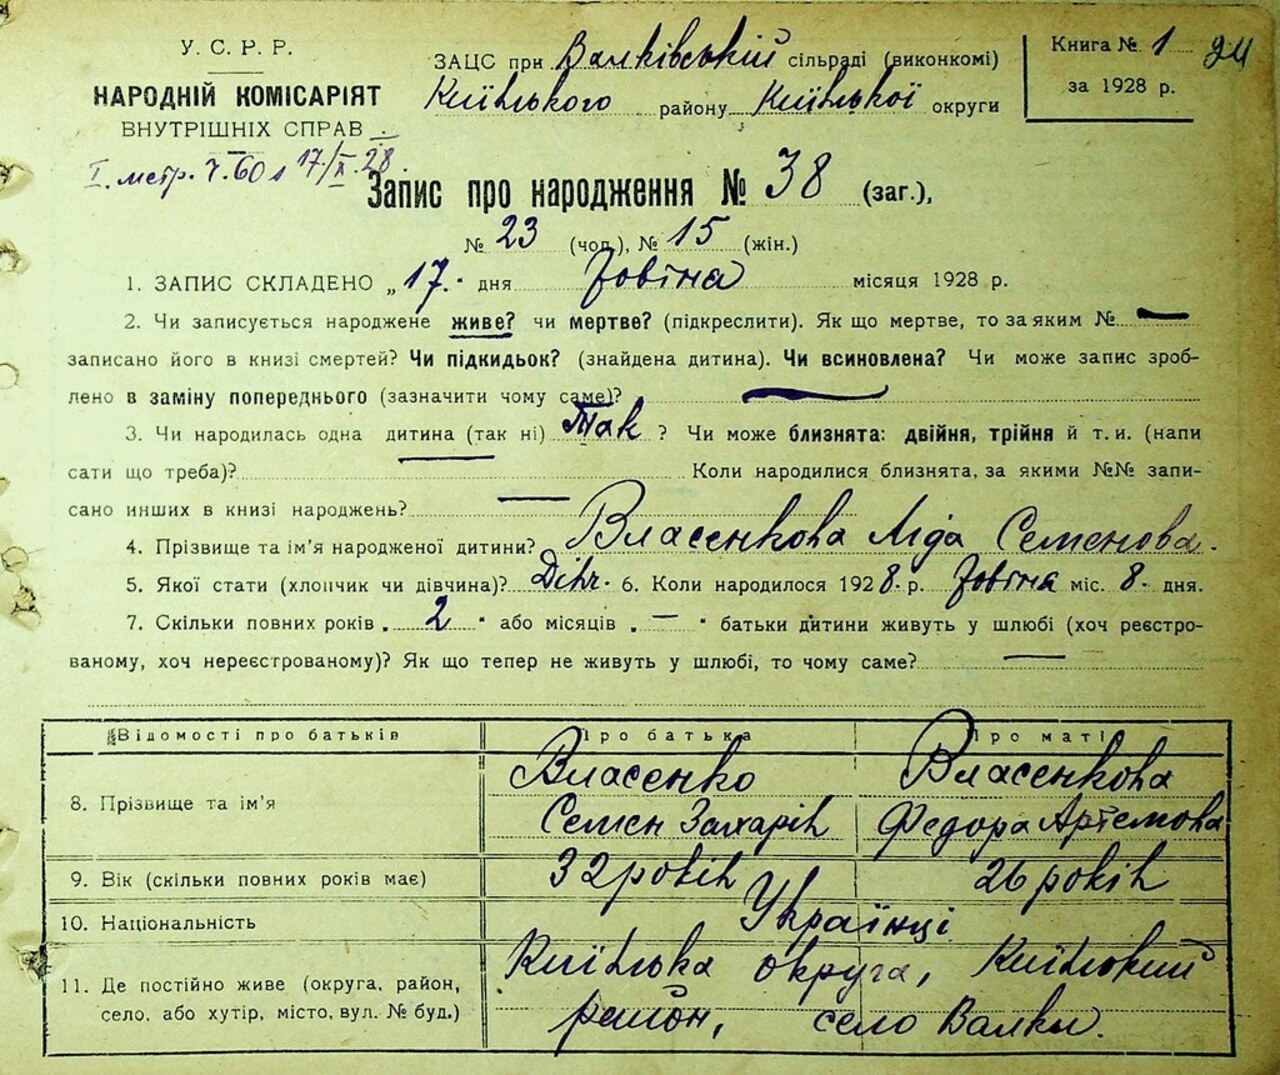 У. С. Р. Р.
НАРОДНІЙ КОМІСАРІЯТ
ВНУТРІШНІХ СПРАВ
ЗАЦС при Валківській сільраді (виконкомі)
району округи
Книга № 1 24
за 1928 р.
І. метр. ч. 60 17/Х. 28
Запис про народження № 38 (заг.),
№ 23 (чол.), № 15 (жін.)
1. ЗАПИС СКЛАДЕНО „ 17 " дня Жовтня місяця 1928 р.
2. Чи записується народжене живе? чи мертве? (підкреслити). Як що мертве, то за яким № —
записано його в книзі смертей? Чи підкидьок? (знайдена дитина). Чи всиновлена? Чи може запис зроб-
лено в заміну попереднього (зазначити чому саме)? —
3. Чи народилась одна дитина (так ні) Так ? Чи може близнята: двійня, трійня й т. и. (напи
сати що треба)? — Коли народилися близнята, за якими №№ запи-
сано инших в книзі народжень? —
4. Прізвище та ім'я народженої дитини? Власенкова Ліда Семенова.
5. Якої стати (хлопчик чи дівчина)? Дівч. 6. Коли народилося 1928 р. міс. 8 дня.
7. Скільки повних років „ 2 " або місяців „ — " батьки дитини живуть у шлюбі (хоч реєстро-
ваному, хоч нереєстрованому)? Як що тепер не живуть у шлюбі, то чому саме? —
Відомості про батьків Про батька Про маті
8. Прізвище та ім'я Власенко Семен Захарів Власенкова Федора Артемова
9. Вік (скільки повних років має) 32 років 26 років
10. Національність Українці
11. Де постійно живе (округа, район, село, або хутір, місто, вул. № буд.) округа, район, село Валки.